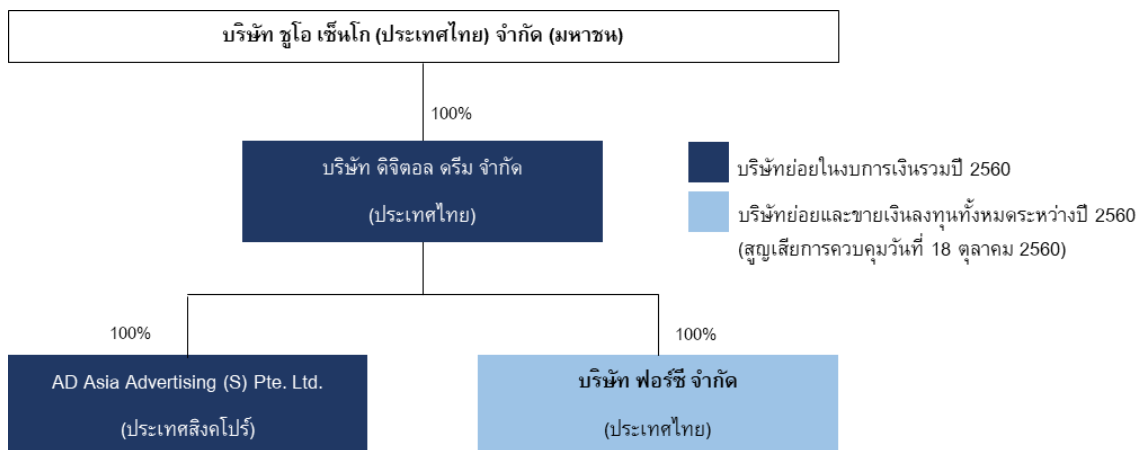 บริษัท ชูโอ เซ็นโก (ประเทศไทย) จำกัด (มหาชน)
100%
บริษัท ดิจิตอล ดรีม จำกัด
(ประเทศไทย)
บริษัทย่อยในงบการเงินรวมปี 2560
บริษัทย่อยและขายเงินลงทุนทั้งหมดระหว่างปี 2560
(สูญเสียการควบคุมวันที่ 18 ตุลาคม 2560)
100%
100%
AD Asia Advertising (S) Pte. Ltd.
(ประเทศสิงคโปร์)
บริษัท ฟอร์ซี จำกัด
(ประเทศไทย)